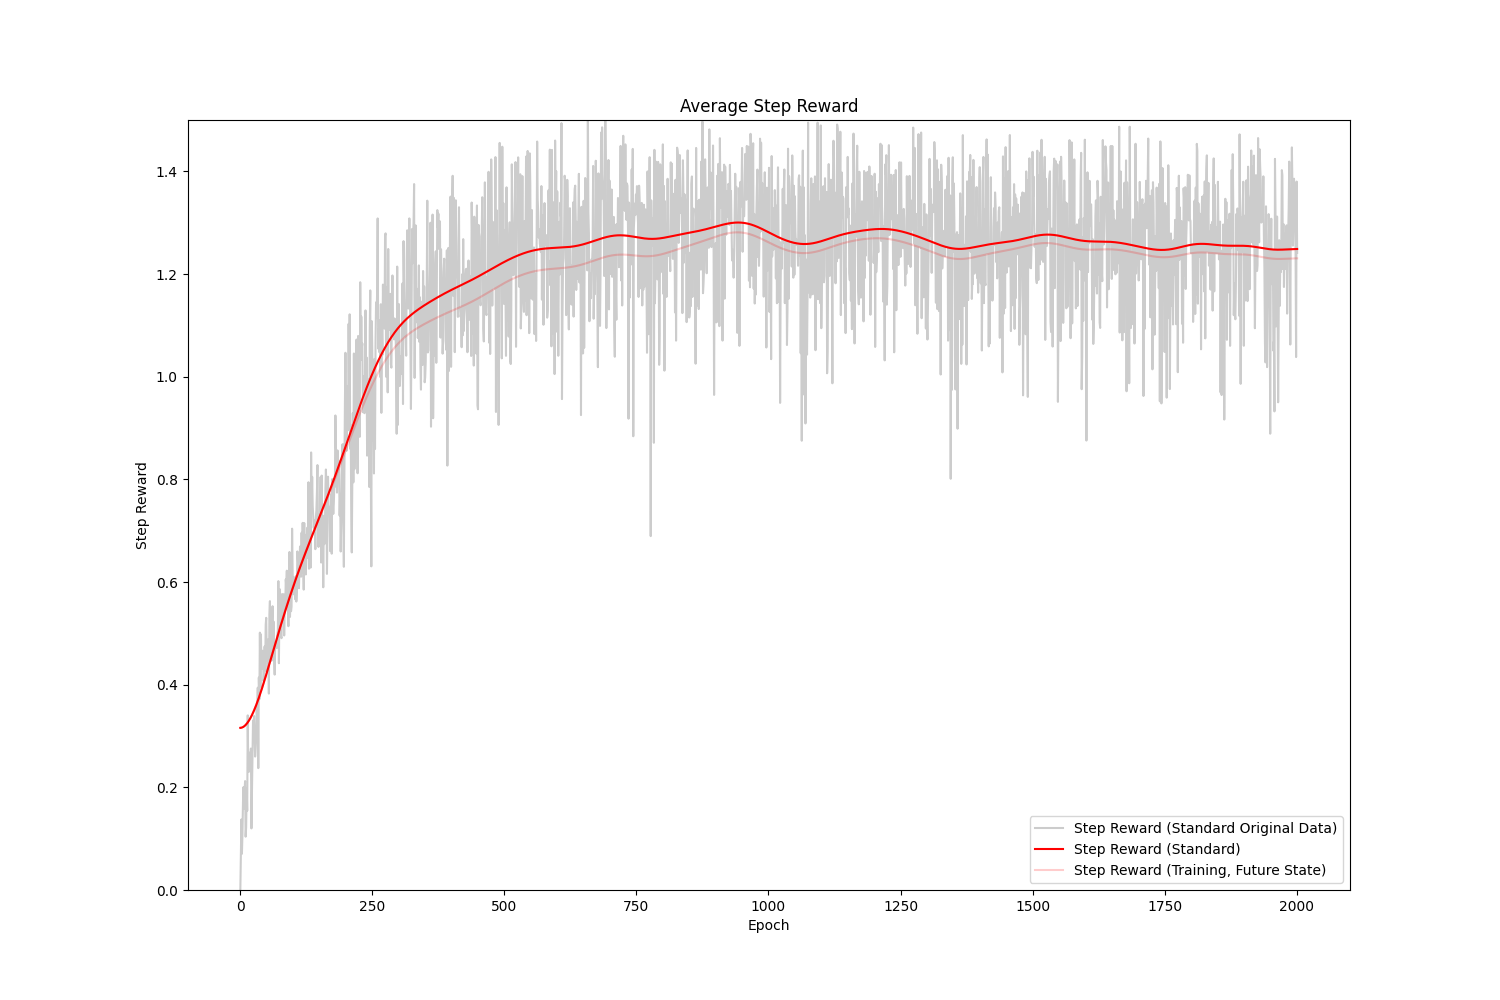 Average Step Reward
Step Reward
1.4
1.2
1.0
0.8
0.6
0.4
0.2
0.0
0 250 500 750 1000 1250 1500 1750 2000
Epoch
Step Reward (Standard Original Data)
Step Reward (Standard)
Step Reward (Training, Future State)